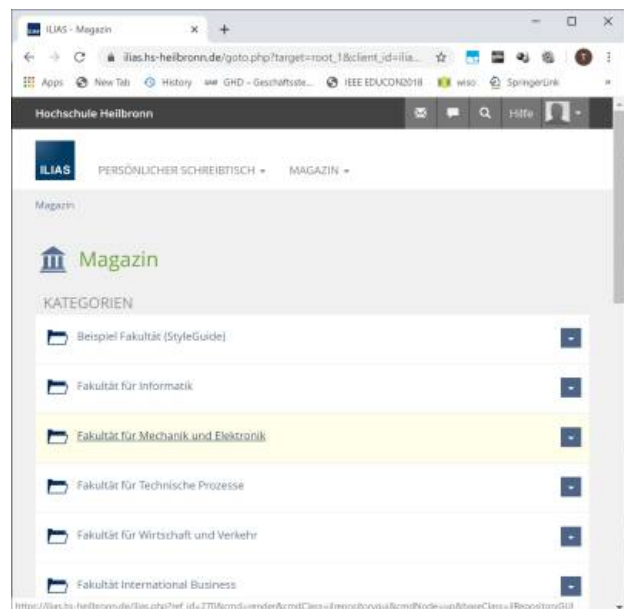 ILIAS - Magazin
ilias.hs-heilbronn.de/goto.php?target=root_1&client_id=ilia...
Apps New Tab History GHD - Geschäftsste... IEEE EDUCON2018 wiso SpringerLink »
Hochschule Heilbronn Hilfe
ILIAS PERSÖNLICHER SCHREIBTISCH MAGAZIN
Magazin
Magazin
KATEGORIEN
Beispiel Fakultät (StyleGuide)
Fakultät für Informatik
Fakultät für Mechanik und Elektronik
Fakultät für Technische Prozesse
Fakultät für Wirtschaft und Verkehr
Fakultät International Business